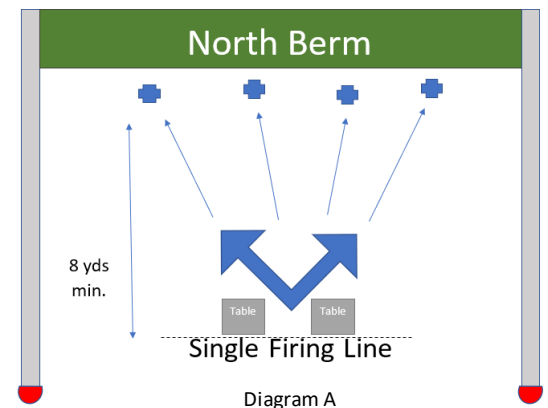 North Berm
8 yds
min.
Table
Table
Single Firing Line
Diagram A